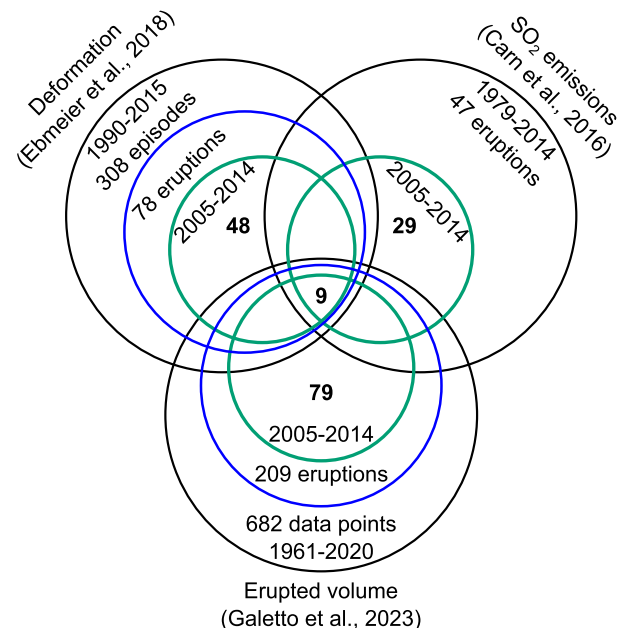 Deformation
(Ebmeier et al., 2018)
1990-2015
308 episodes
78 eruptions
2005-2014
48
SO₂ emissions
(Carn et al., 2016)
1979-2014
47 eruptions
2005-2014
29
9
79
2005-2014
209 eruptions
682 data points
1961-2020
Erupted volume
(Galetto et al., 2023)